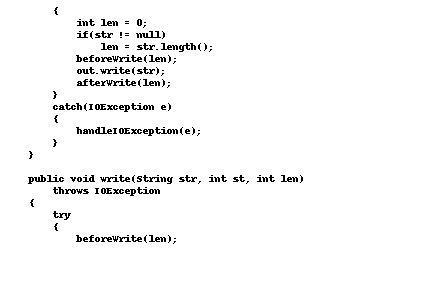 {
int len = 0;
if(str != null)
len = str.length();
beforeWrite(len);
out.write(str);
afterWrite(len);
}
catch(IOException e)
{
handleIOException(e);
}
}
public void write(String str, int st, int len)
throws IOException
{
try
{
beforeWrite(len);